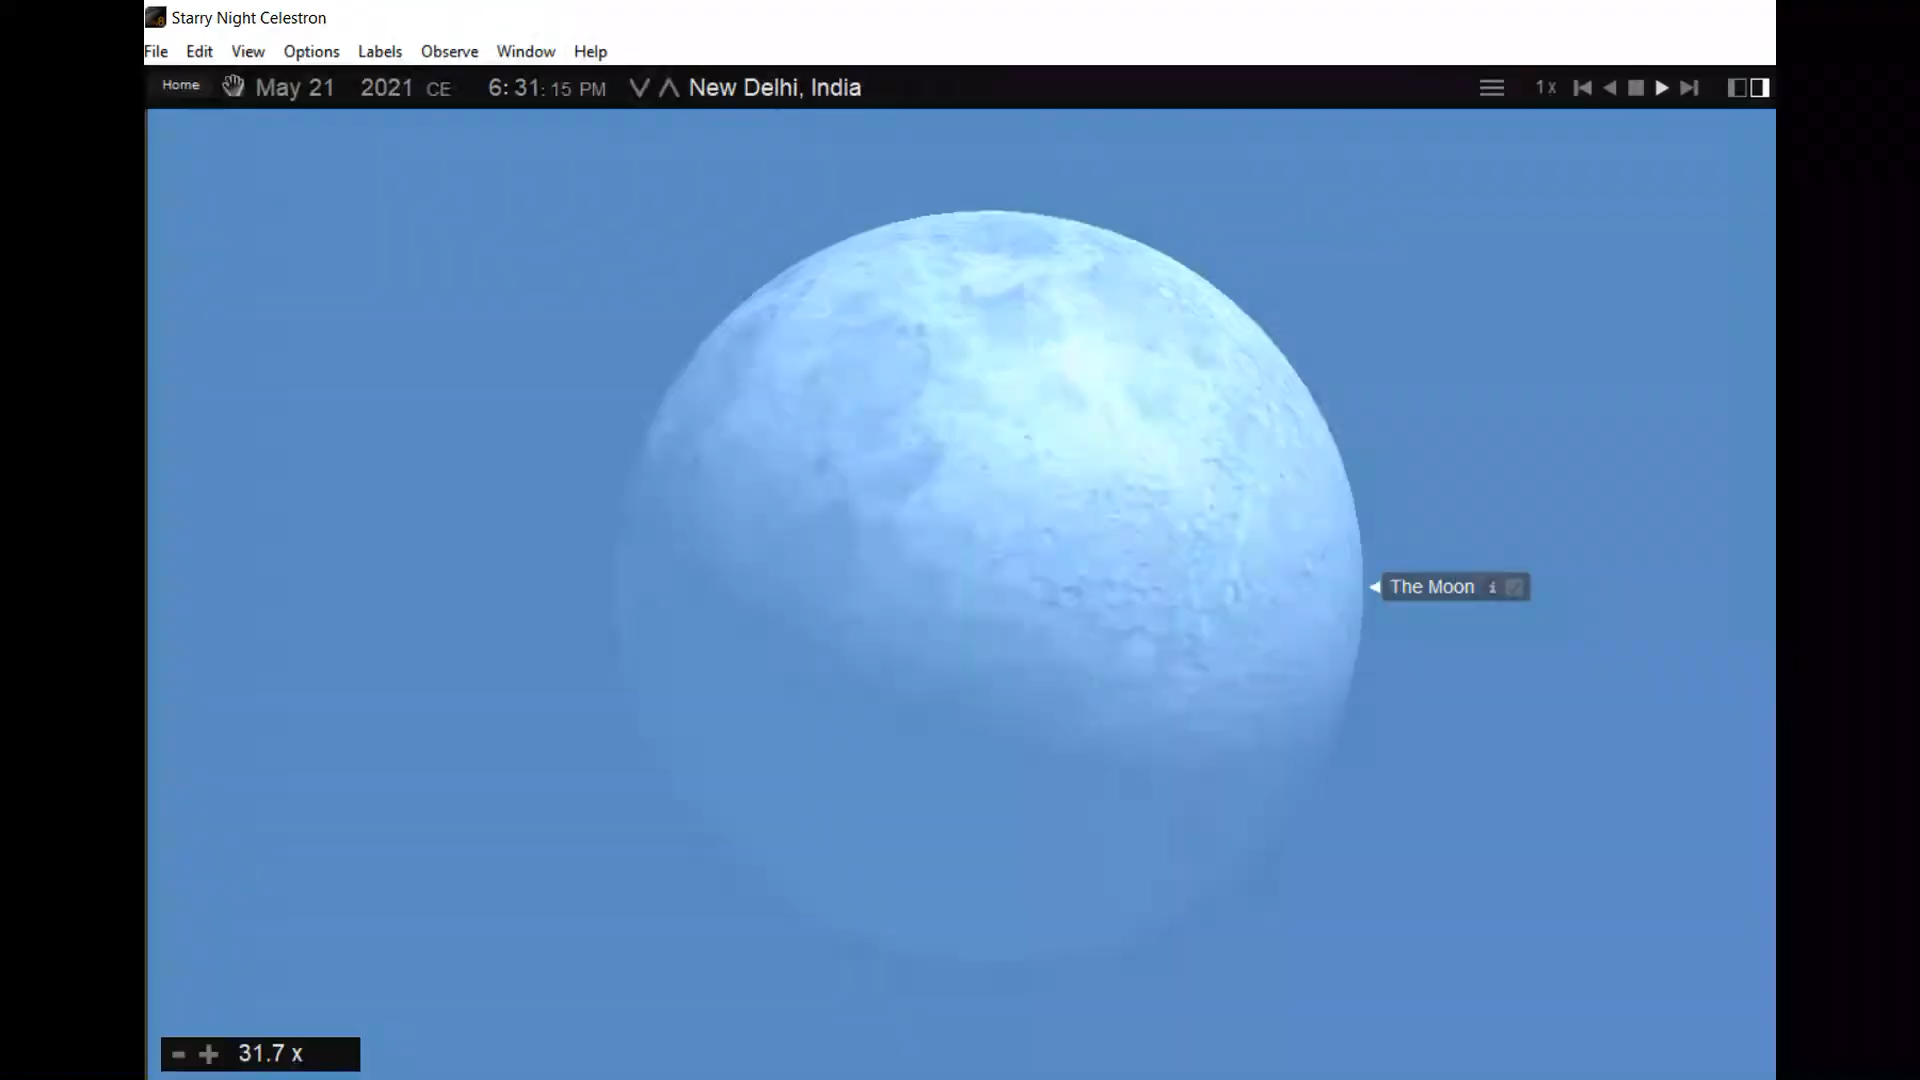 Starry Night Celestron
File Edit View Options Labels Observe Window Help
Home May 21 2021 CE 6:31:15 PM New Delhi, India 1x
The Moon i
31.7 x